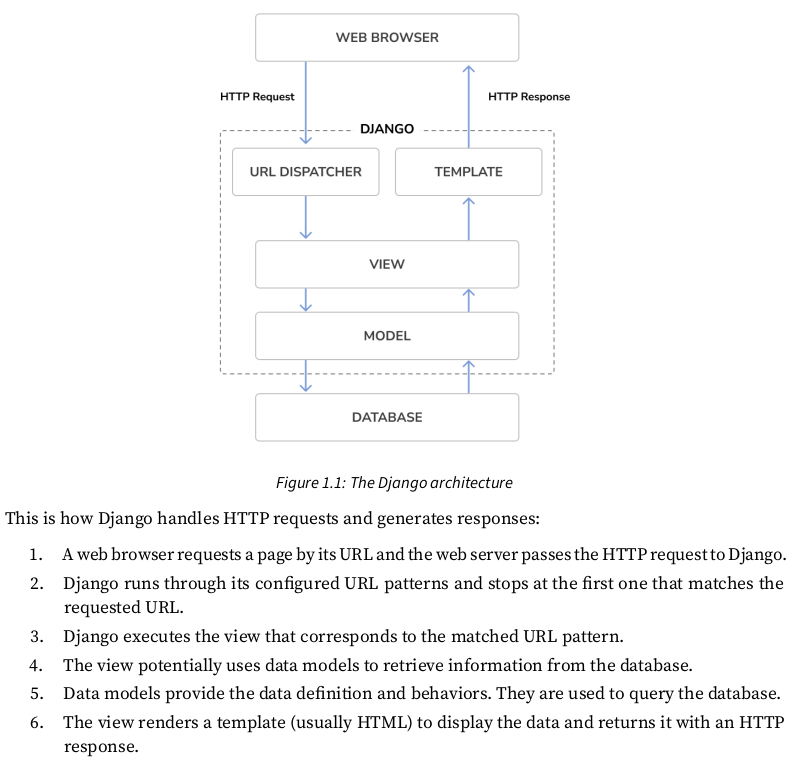 WEB BROWSER
HTTP Request
HTTP Response
DJANGO
URL DISPATCHER
TEMPLATE
VIEW
MODEL
DATABASE
Figure 1.1: The Django architecture
This is how Django handles HTTP requests and generates responses:
1. A web browser requests a page by its URL and the web server passes the HTTP request to Django.
2. Django runs through its configured URL patterns and stops at the first one that matches the
requested URL.
3. Django executes the view that corresponds to the matched URL pattern.
4. The view potentially uses data models to retrieve information from the database.
5. Data models provide the data definition and behaviors. They are used to query the database.
6. The view renders a template (usually HTML) to display the data and returns it with an HTTP
response.